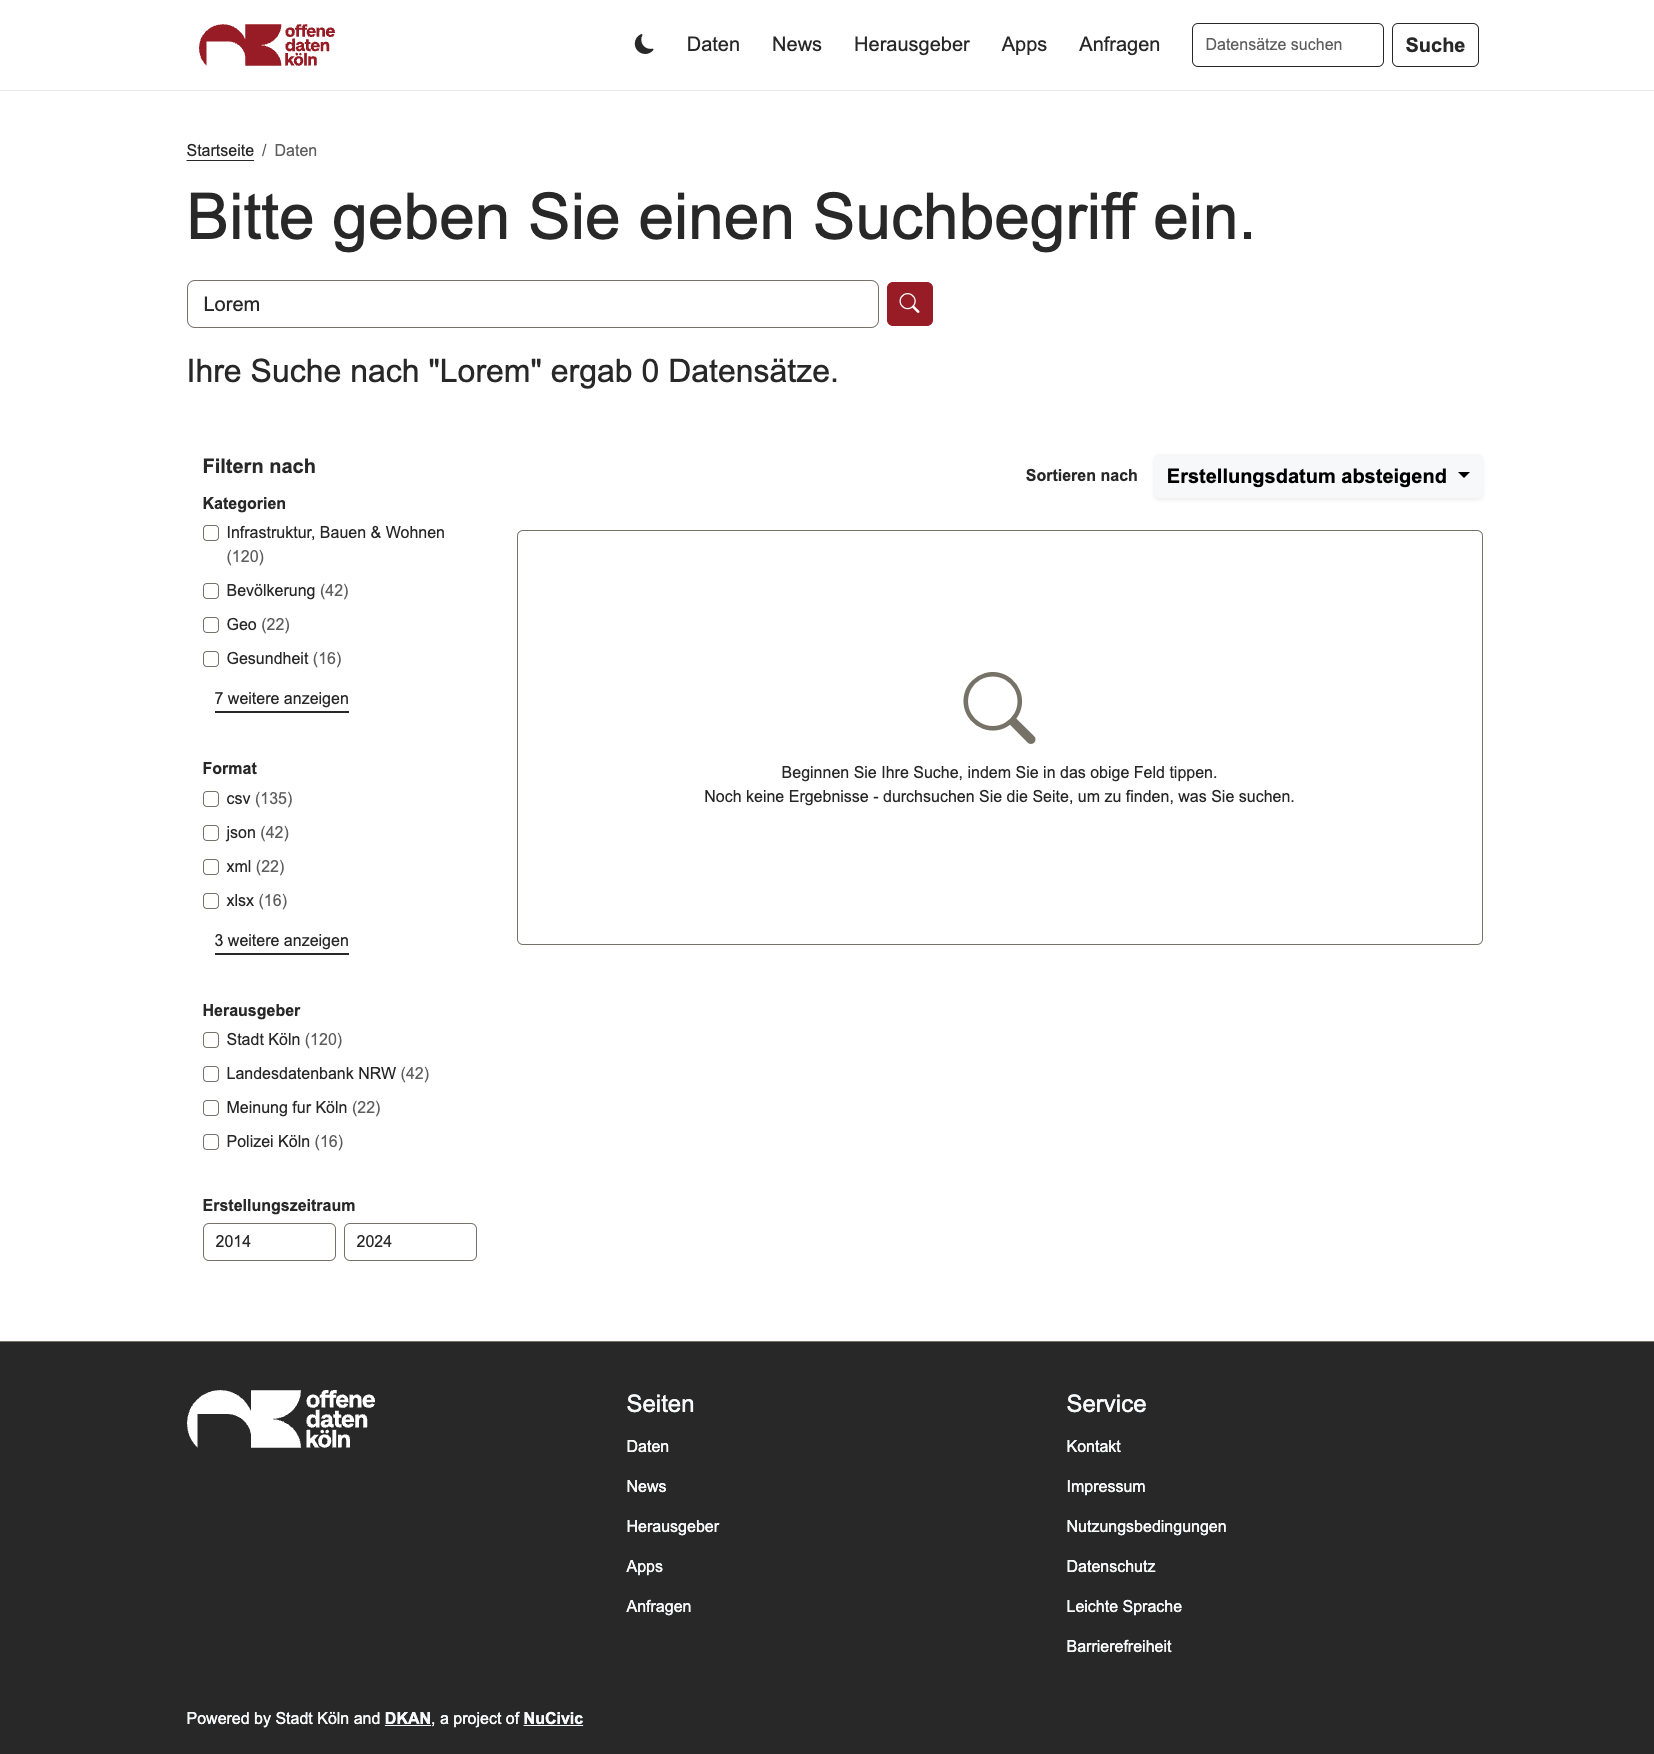 offene
daten
köln
Daten
News
Herausgeber
Apps
Anfragen
Datensätze suchen
Suche
Startseite / Daten
Bitte geben Sie einen Suchbegriff ein.
Lorem
Ihre Suche nach "Lorem" ergab 0 Datensätze.
Filtern nach
Kategorien
Infrastruktur, Bauen & Wohnen
(120)
Bevölkerung (42)
Geo (22)
Gesundheit (16)
7 weitere anzeigen
Format
csv (135)
json (42)
xml (22)
xlsx (16)
3 weitere anzeigen
Herausgeber
Stadt Köln (120)
Landesdatenbank NRW (42)
Meinung fur Köln (22)
Polizei Köln (16)
Erstellungszeitraum
2014
2024
Sortieren nach
Erstellungsdatum absteigend
Beginnen Sie Ihre Suche, indem Sie in das obige Feld tippen.
Noch keine Ergebnisse - durchsuchen Sie die Seite, um zu finden, was Sie suchen.
offene
daten
köln
Seiten
Daten
News
Herausgeber
Apps
Anfragen
Service
Kontakt
Impressum
Nutzungsbedingungen
Datenschutz
Leichte Sprache
Barrierefreiheit
Powered by Stadt Köln and DKAN, a project of NuCivic